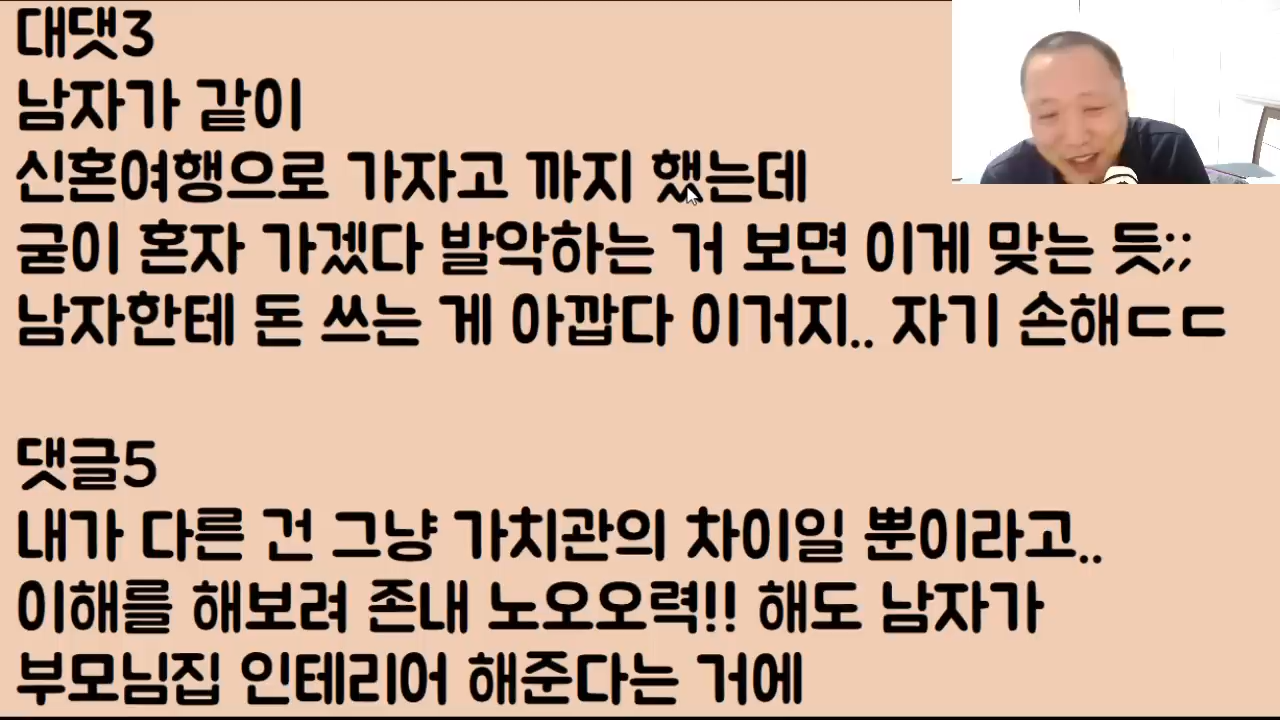 대댓3
남자가 같이
신혼여행으로 가자고 까지 했는데
굳이 혼자 가겠다 발악하는 거 보면 이게 맞는 듯;;
남자한테 돈 쓰는 게 아깝다 이거지.. 자기 손해ㄷㄷ
댓글5
내가 다른 건 그냥 가치관의 차이일 뿐이라고..
이해를 해보려 존내 노오오력!! 해도 남자가
부모님집 인테리어 해준다는 거에